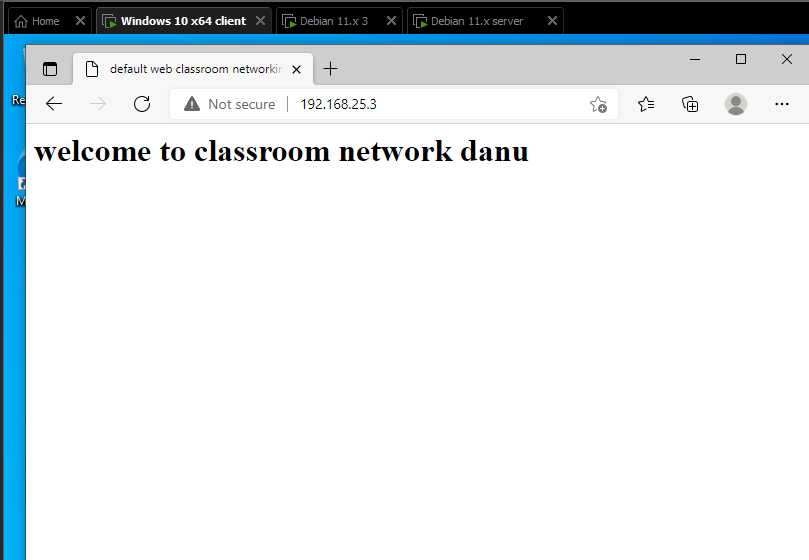 Home
Windows 10 x64 client
Debian 11.x 3
Debian 11.x server
default web classroom
Not secure
192.168.25.3
welcome to classroom network danu